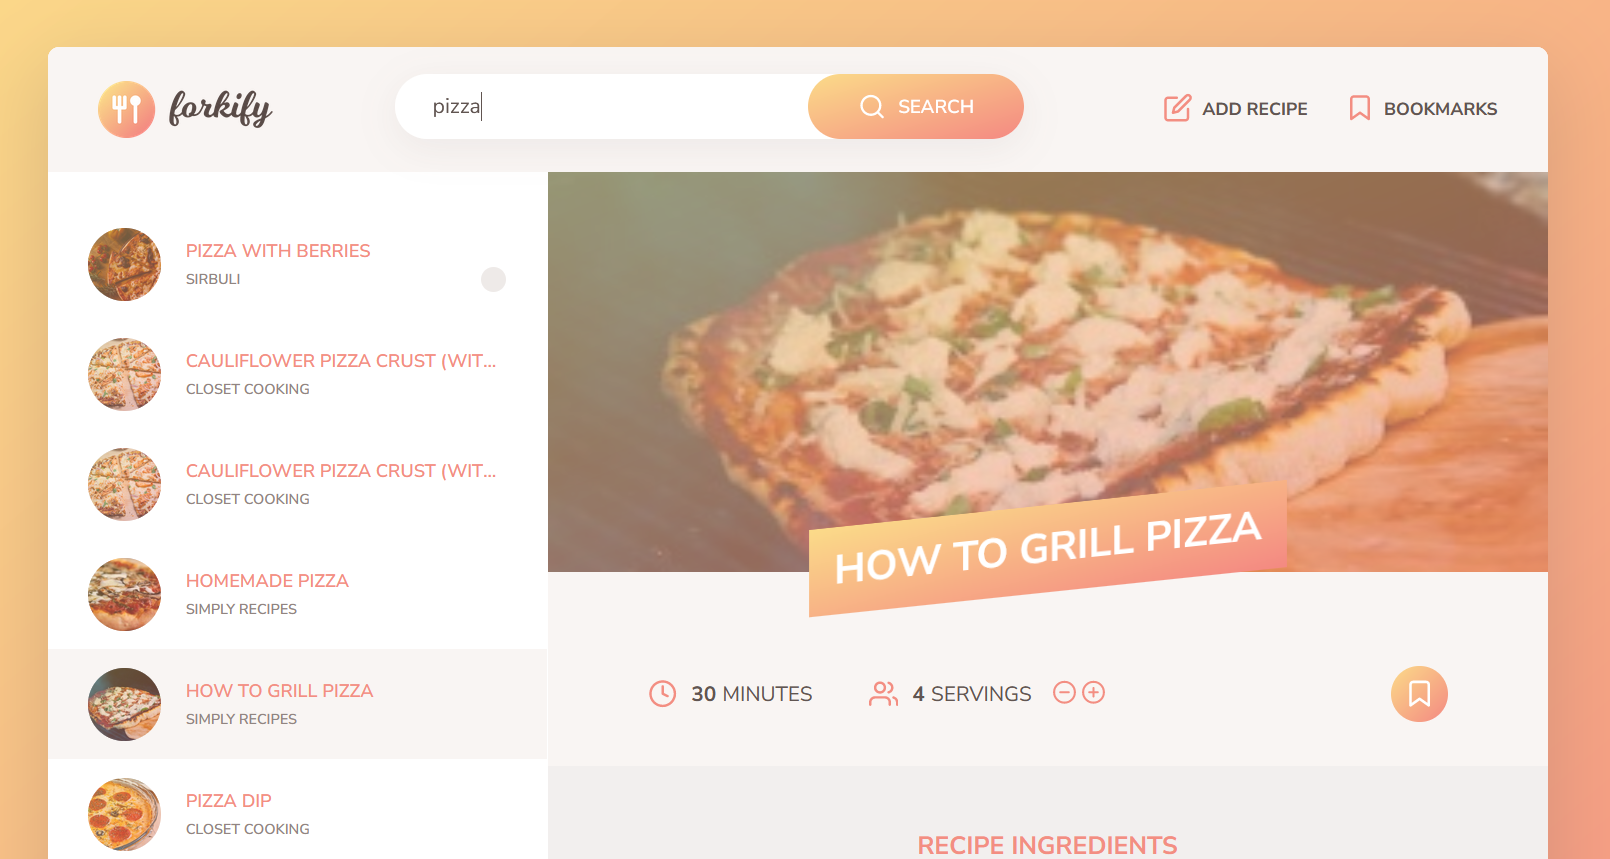 forkify
pizza
SEARCH
ADD RECIPE
BOOKMARKS
PIZZA WITH BERRIES
SIRBULI
CAULIFLOWER PIZZA CRUST (WIT...
CLOSET COOKING
CAULIFLOWER PIZZA CRUST (WIT...
CLOSET COOKING
HOMEMADE PIZZA
SIMPLY RECIPES
HOW TO GRILL PIZZA
SIMPLY RECIPES
PIZZA DIP
CLOSET COOKING
HOW TO GRILL PIZZA
30 MINUTES
4 SERVINGS
RECIPE INGREDIENTS